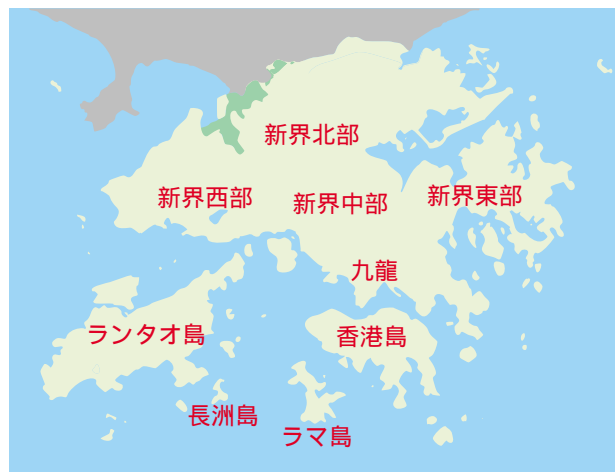 新界北部
新界西部
新界中部
新界東部
九龍
ランタオ島
香港島
長洲島
ラマ島